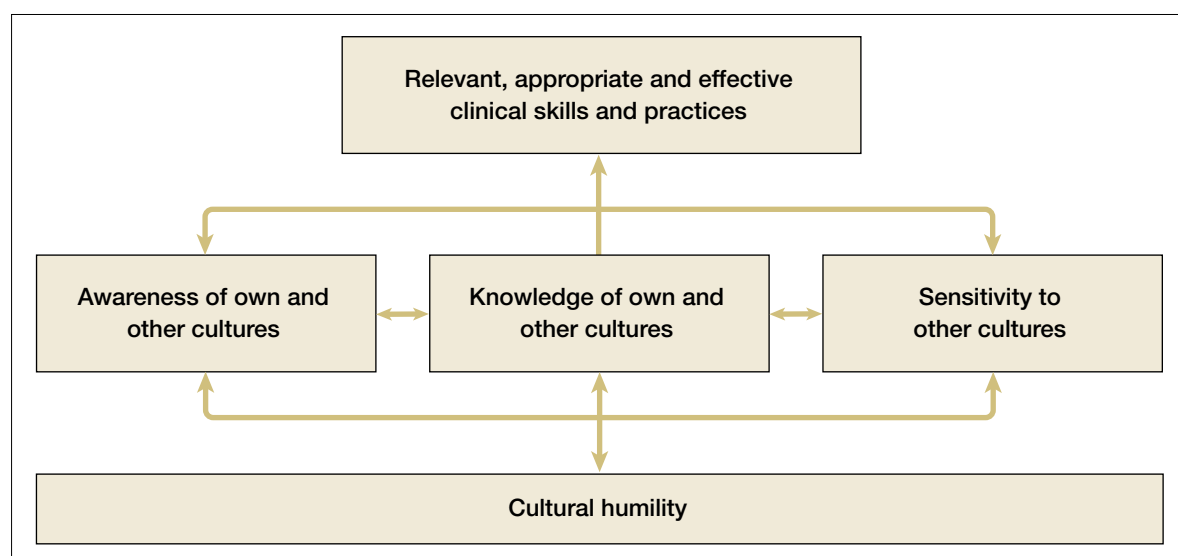 Relevant, appropriate and effective
clinical skills and practices
Awareness of own and
other cultures
Knowledge of own and
other cultures
Sensitivity to
other cultures
Cultural humility